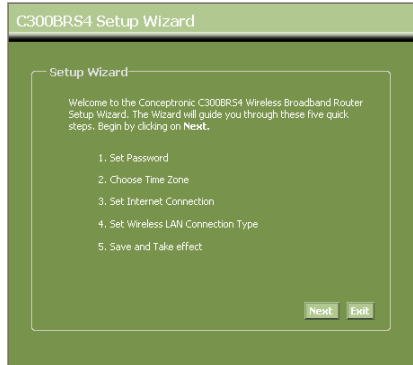 C300BRS4 Setup Wizard
Setup Wizard
Welcome to the Conceptronic C300BRS4 Wireless Broadband Router
Setup Wizard. The Wizard will guide you through these five quick
steps. Begin by clicking on Next.
1. Set Password
2. Choose Time Zone
3. Set Internet Connection
4. Set Wireless LAN Connection Type
5. Save and Take effect
Next Exit